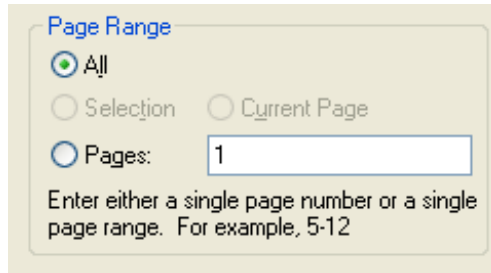 Page Range
All
Selection Current Page
Pages: 1
Enter either a single page number or a single
page range. For example, 5-12